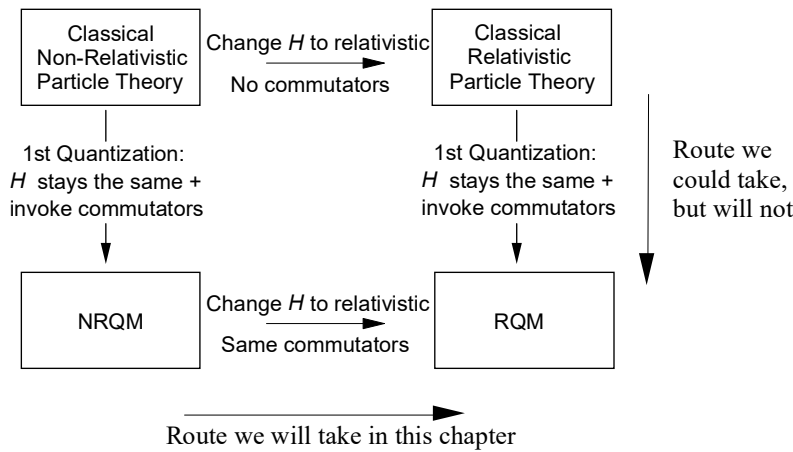 Classical
Non-Relativistic
Particle Theory
Change H to relativistic
No commutators
Classical
Relativistic
Particle Theory
1st Quantization:
H stays the same +
invoke commutators
1st Quantization:
H stays the same +
invoke commutators
Route we
could take,
but will not
NRQM
Change H to relativistic
Same commutators
RQM
Route we will take in this chapter